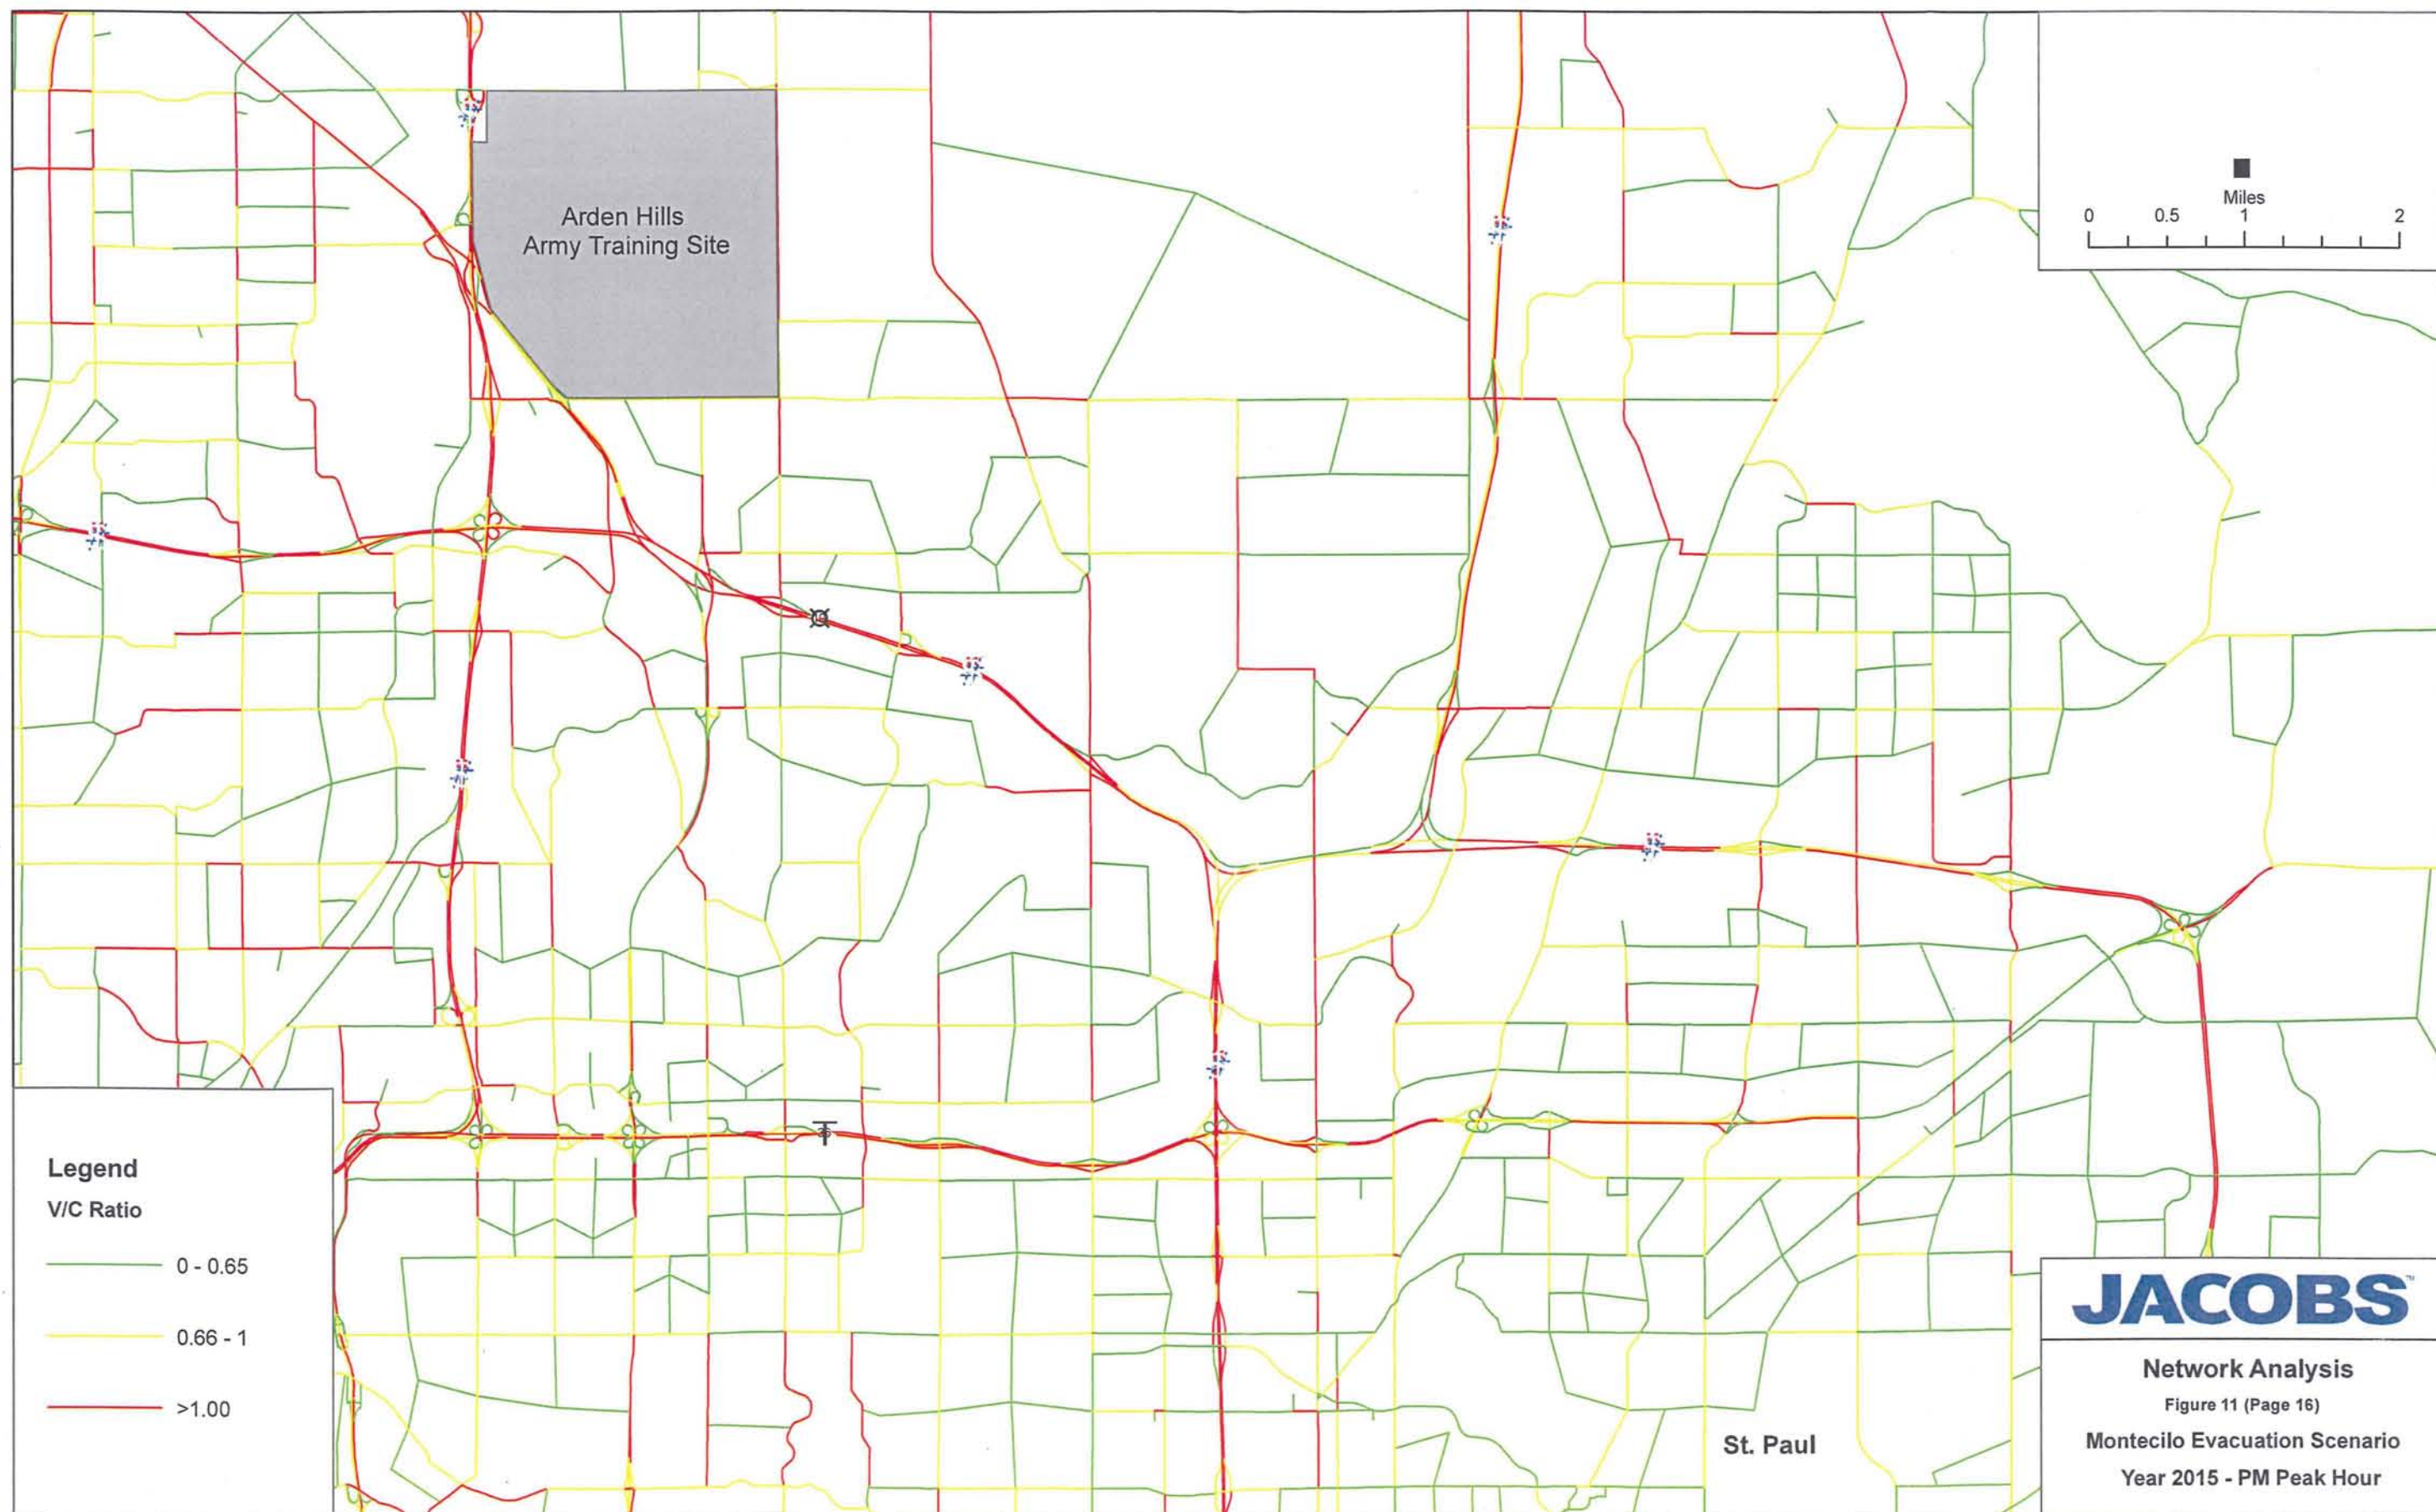 Arden Hills
Army Training Site
Miles
0 0.5 1 2
Legend
V/C Ratio
0 - 0.65
0.66 - 1
>1.00
St. Paul
JACOBS™
Network Analysis
Figure 11 (Page 16)
Montecilo Evacuation Scenario
Year 2015 - PM Peak Hour